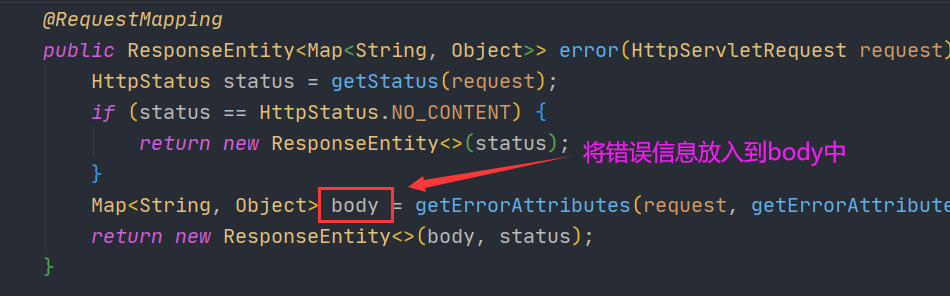 @RequestMapping
public ResponseEntity<Map<String, Object>> error(HttpServletRequest request)
HttpStatus status = getStatus(request);
if (status == HttpStatus.NO_CONTENT) {
return new ResponseEntity<>(status);
将错误信息放入到body中
}
Map<String, Object> body = getErrorAttributes(request, getErrorAttribute
return new ResponseEntity<>(body, status);
}